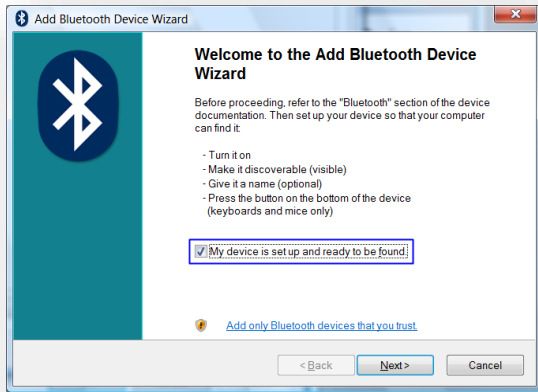 Add Bluetooth Device Wizard
Welcome to the Add Bluetooth Device
Wizard
Before proceeding, refer to the "Bluetooth" section of the device
documentation. Then set up your device so that your computer
can find it:
- Turn it on
- Make it discoverable (visible)
- Give it a name (optional)
- Press the button on the bottom of the device
(keyboards and mice only)
My device is set up and ready to be found.
Add only Bluetooth devices that you trust.
< Back Next > Cancel